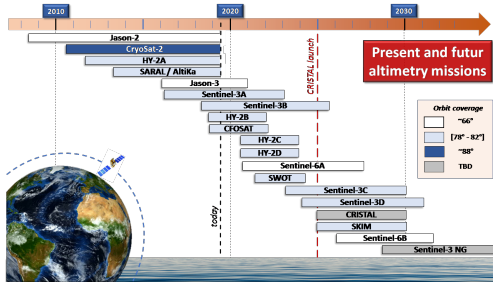 2010
2020
2030
Jason-2
CryoSat-2
HY-2A
SARAL / AltiKa
Jason-3
Sentinel-3A
Sentinel-3B
HY-2B
CFOSAT
HY-2C
HY-2D
Sentinel-6A
SWOT
Sentinel-3C
Sentinel-3D
CRISTAL
SKIM
Sentinel-6B
Sentinel-3 NG
today
CRISTAL launch
Present and futur
altimetry missions
Orbit coverage
~66°
[78° - 82°]
~88°
TBD